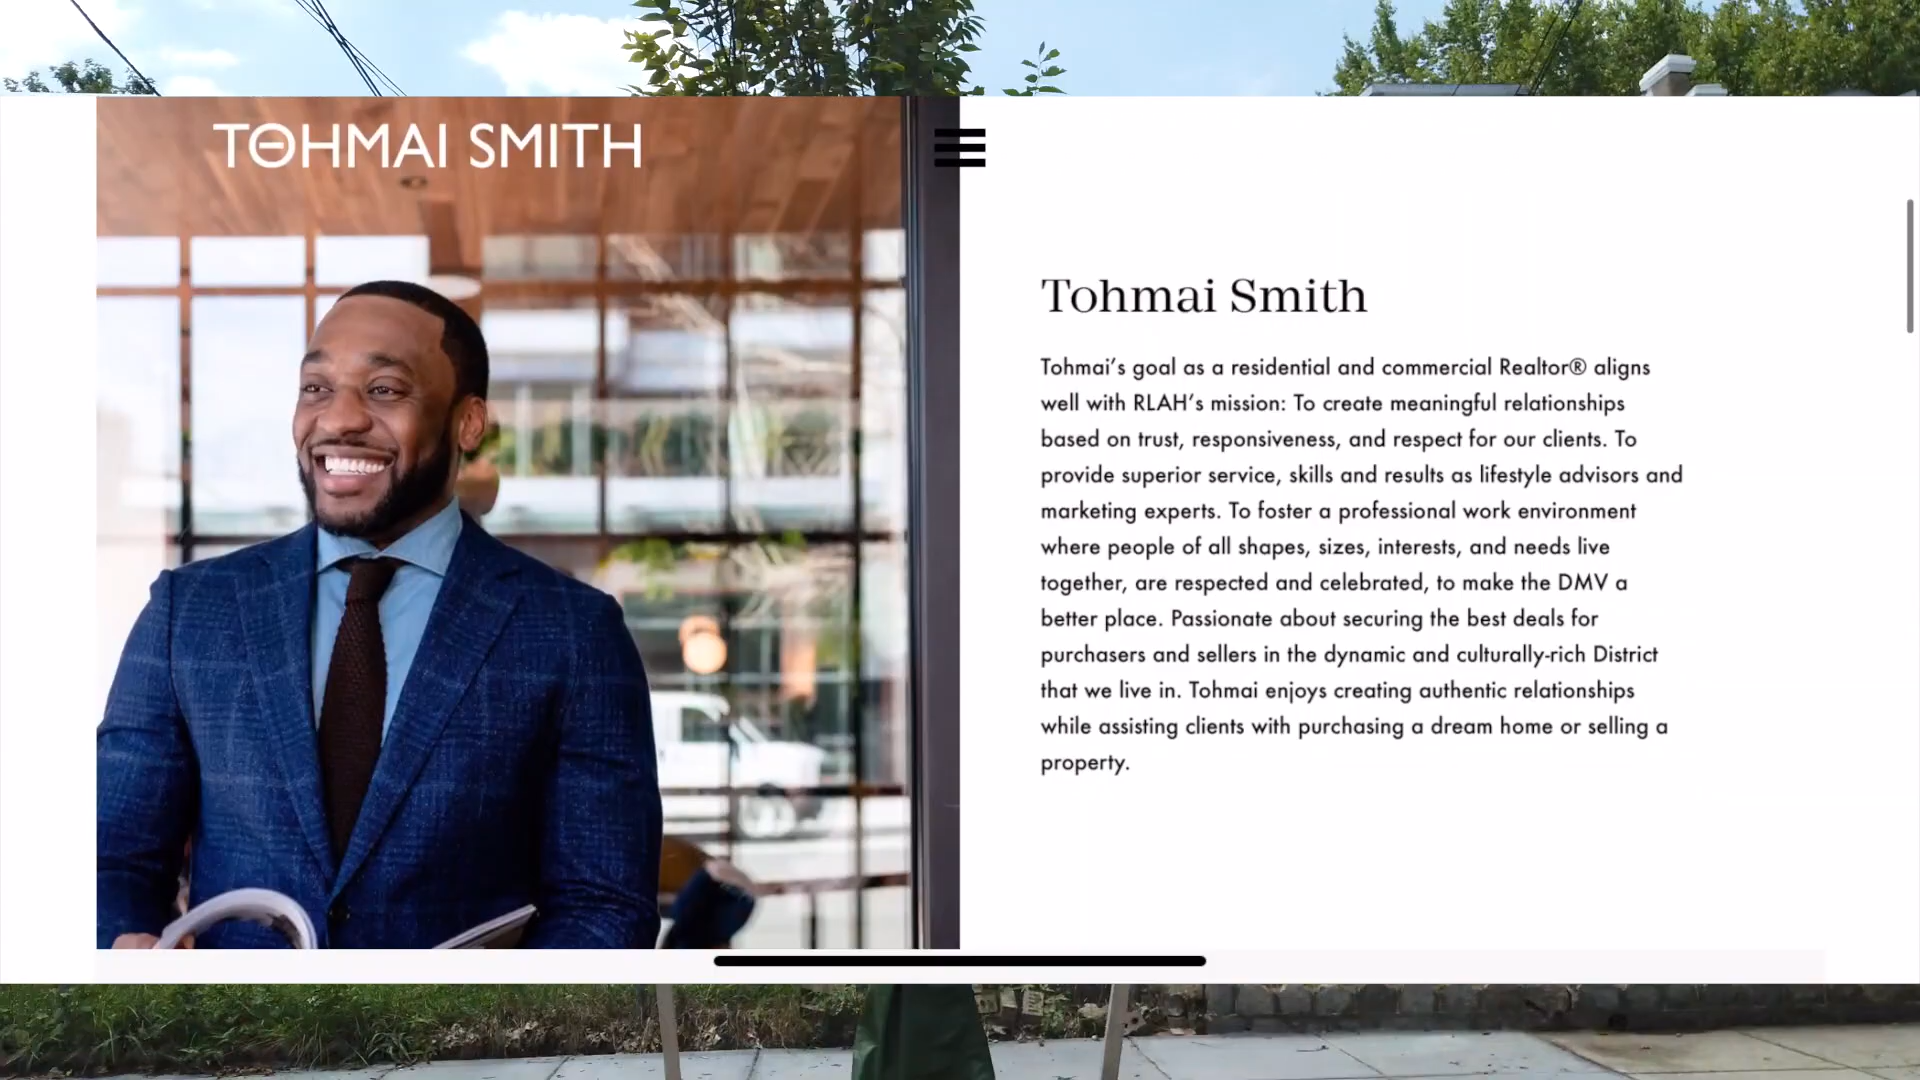 TOHMAI SMITH
Tohmai Smith
Tohmai’s goal as a residential and commercial Realtor® aligns
well with RLAH’s mission: To create meaningful relationships
based on trust, responsiveness, and respect for our clients. To
provide superior service, skills and results as lifestyle advisors and
marketing experts. To foster a professional work environment
where people of all shapes, sizes, interests, and needs live
together, are respected and celebrated, to make the DMV a
better place. Passionate about securing the best deals for
purchasers and sellers in the dynamic and culturally-rich District
that we live in. Tohmai enjoys creating authentic relationships
while assisting clients with purchasing a dream home or selling a
property.